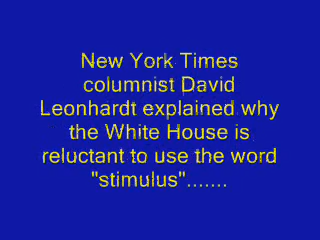 New York Times
columnist David
Leonhardt explained why
the White House is
reluctant to use the word
"stimulus".......